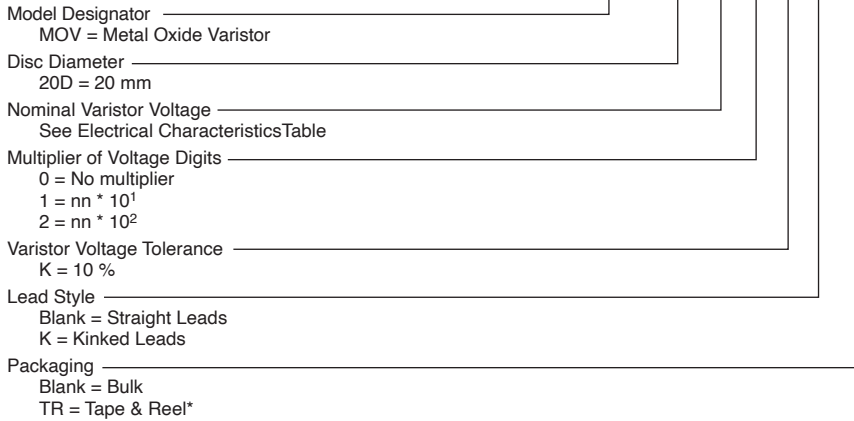 Model Designator
MOV = Metal Oxide Varistor
Disc Diameter
20D = 20 mm
Nominal Varistor Voltage
See Electrical CharacteristicsTable
Multiplier of Voltage Digits
0 = No multiplier
1 = nn * 10¹
2 = nn * 10²
Varistor Voltage Tolerance
K = 10 %
Lead Style
Blank = Straight Leads
K = Kinked Leads
Packaging
Blank = Bulk
TR = Tape & Reel*